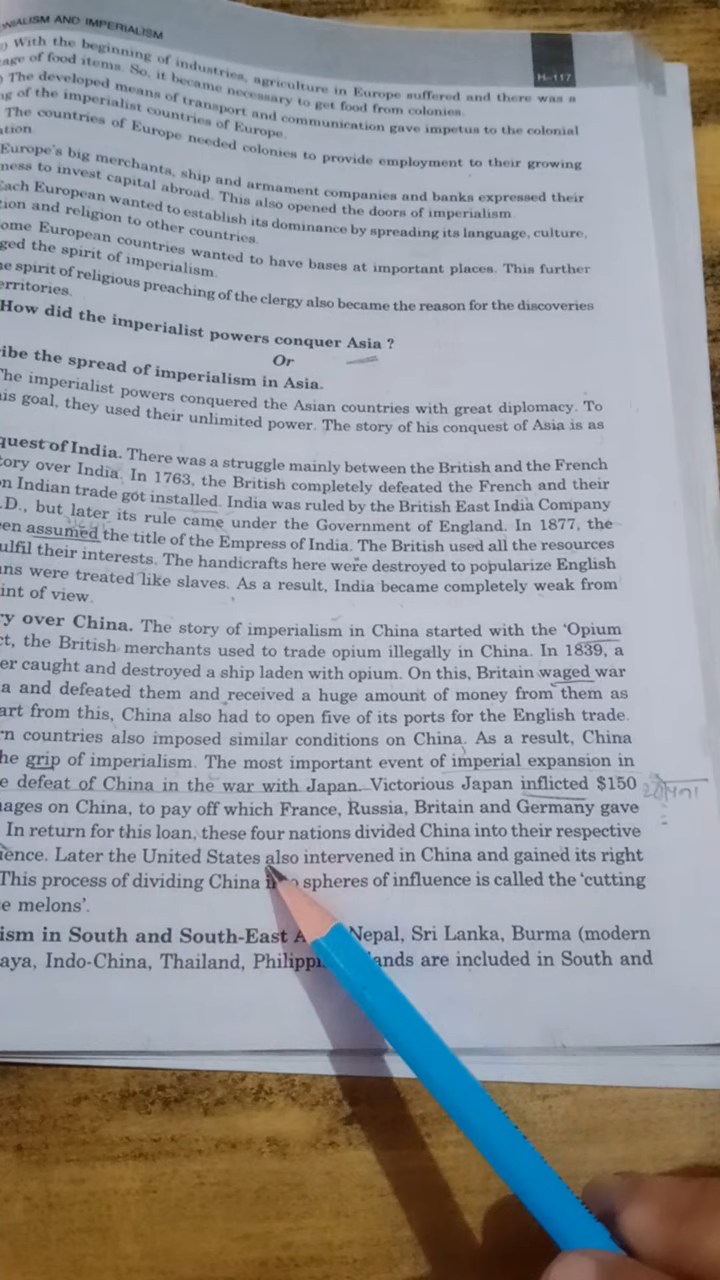 NIALISM AND IMPERIALISM
H-117
With the beginning of industries, agriculture in Europe suffered and there was a
age of food items. So, it became necessary to get food from colonies.
The developed means of transport and communication gave impetus to the colonial
g of the imperialist countries of Europe.
The countries of Europe needed colonies to provide employment to their growing
ation
Europe's big merchants, ship and armament companies and banks expressed their
ness to invest capital abroad. This also opened the doors of imperialism.
Each European wanted to establish its dominance by spreading its language, culture,
ion and religion to other countries.
ome European countries wanted to have bases at important places. This further
ged the spirit of imperialism.
e spirit of religious preaching of the clergy also became the reason for the discoveries
erritories.
How did the imperialist powers conquer Asia ?
Or
ibe the spread of imperialism in Asia.
The imperialist powers conquered the Asian countries with great diplomacy. To
is goal, they used their unlimited power. The story of his conquest of Asia is as
quest of India. There was a struggle mainly between the British and the French
tory over India. In 1763, the British completely defeated the French and their
n Indian trade got installed. India was ruled by the British East India Company
.D., but later its rule came under the Government of England. In 1877, the
en assumed the title of the Empress of India. The British used all the resources
ulfil their interests. The handicrafts here were destroyed to popularize English
ns were treated like slaves. As a result, India became completely weak from
int of view.
y over China. The story of imperialism in China started with the 'Opium
ct, the British merchants used to trade opium illegally in China. In 1839, a
er caught and destroyed a ship laden with opium. On this, Britain waged war
a and defeated them and received a huge amount of money from them as
art from this, China also had to open five of its ports for the English trade.
rn countries also imposed similar conditions on China. As a result, China
he grip of imperialism. The most important event of imperial expansion in
e defeat of China in the war with Japan. Victorious Japan inflicted $150
ages on China, to pay off which France, Russia, Britain and Germany gave
In return for this loan, these four nations divided China into their respective
ence. Later the United States also intervened in China and gained its right
This process of dividing China spheres of influence is called the 'cutting
e melons'.
ism in South and South-East Nepal, Sri Lanka, Burma (modern
aya, Indo-China, Thailand, ands are included in South and